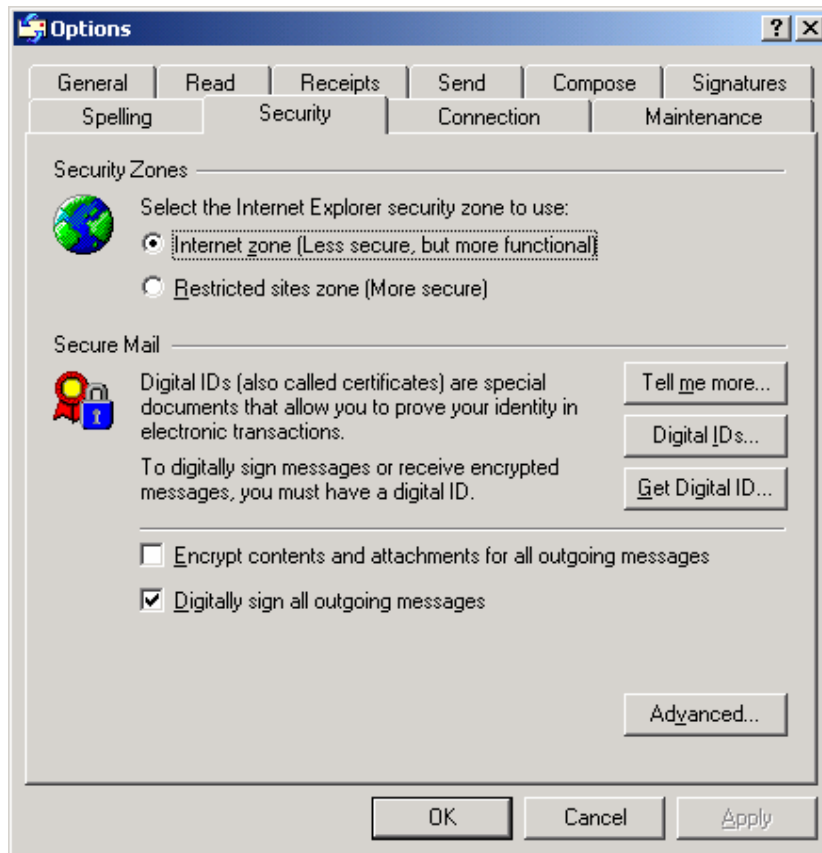 Options
General Read Receipts Send Compose Signatures
Spelling Security Connection Maintenance
Security Zones
Select the Internet Explorer security zone to use:
Internet zone (Less secure, but more functional)
Restricted sites zone (More secure)
Secure Mail
Digital IDs (also called certificates) are special
documents that allow you to prove your identity in
electronic transactions.
To digitally sign messages or receive encrypted
messages, you must have a digital ID.
Tell me more...
Digital IDs...
Get Digital ID...
Encrypt contents and attachments for all outgoing messages
Digitally sign all outgoing messages
Advanced...
OK Cancel Apply